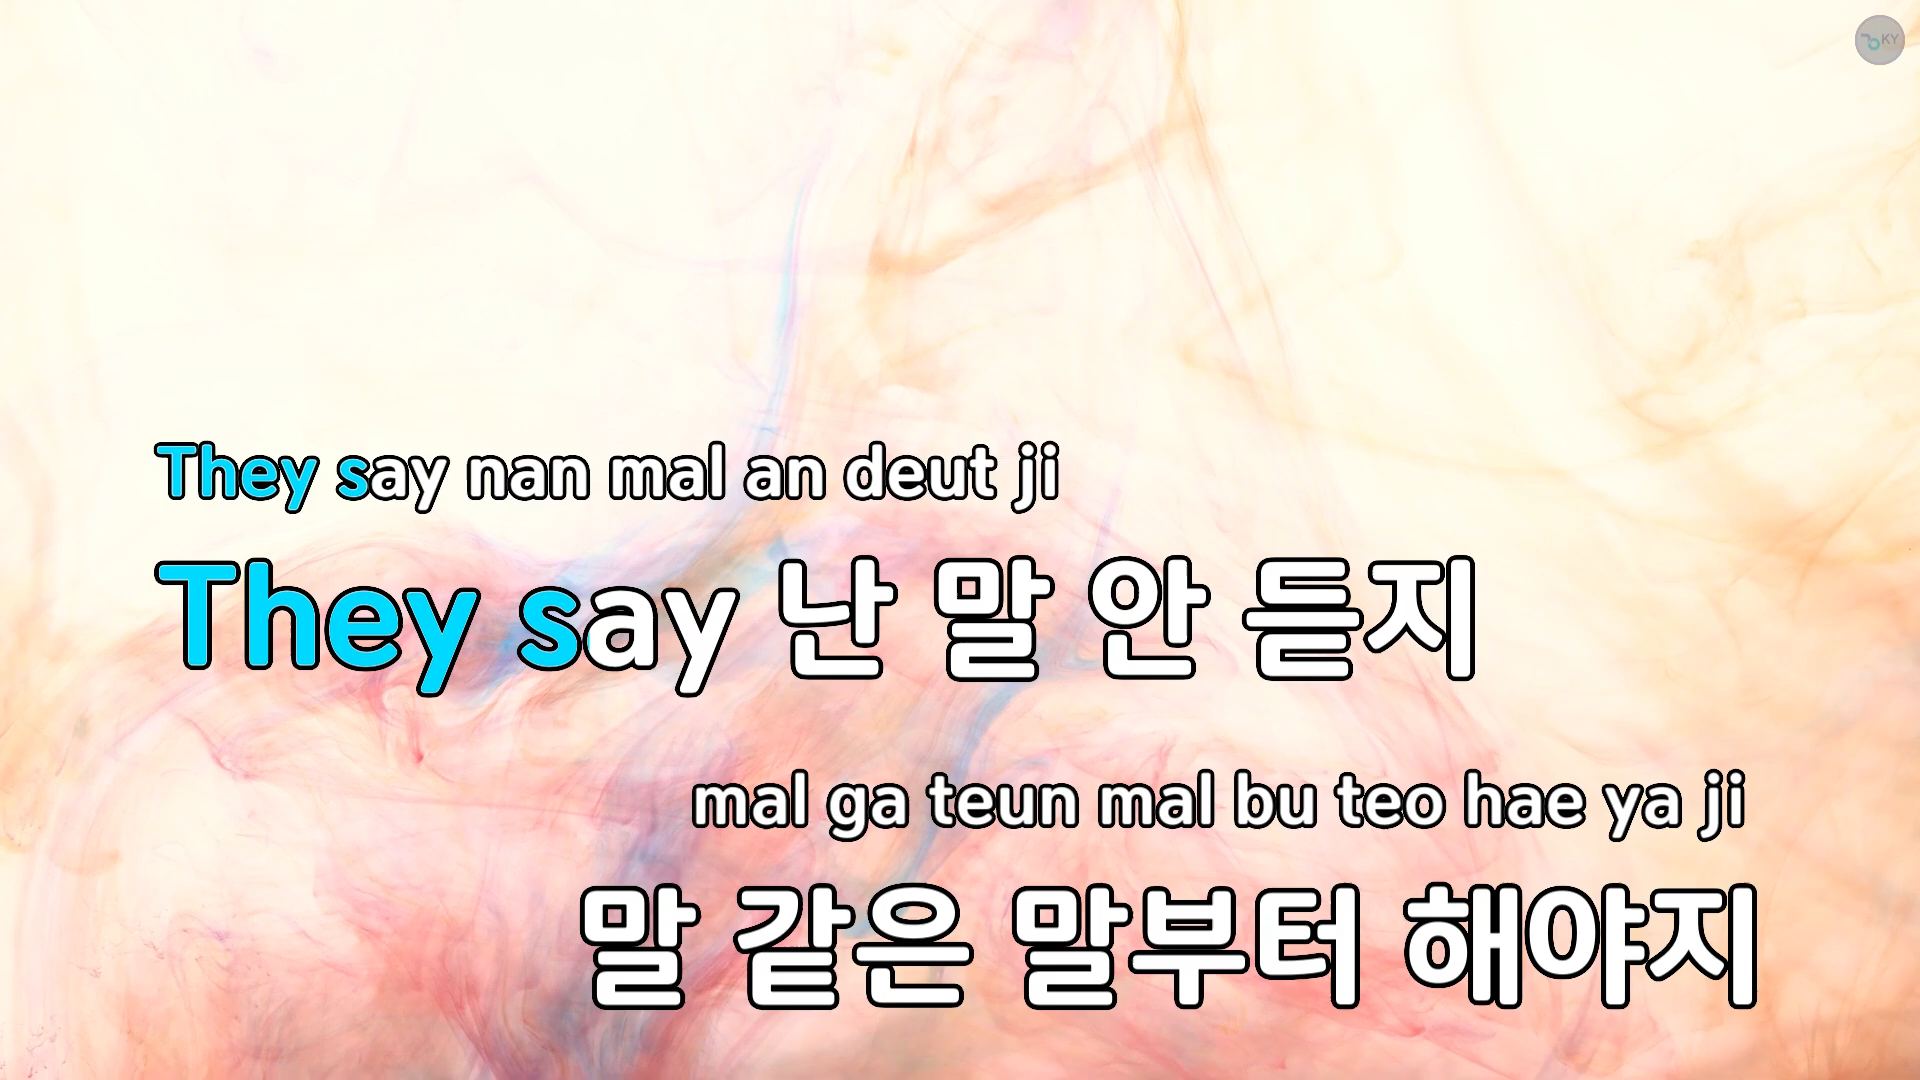 KY
They say nan mal an deut ji
They say 난 말 안 듣지
mal ga teun mal bu teo hae ya ji
말 같은 말부터 해야지